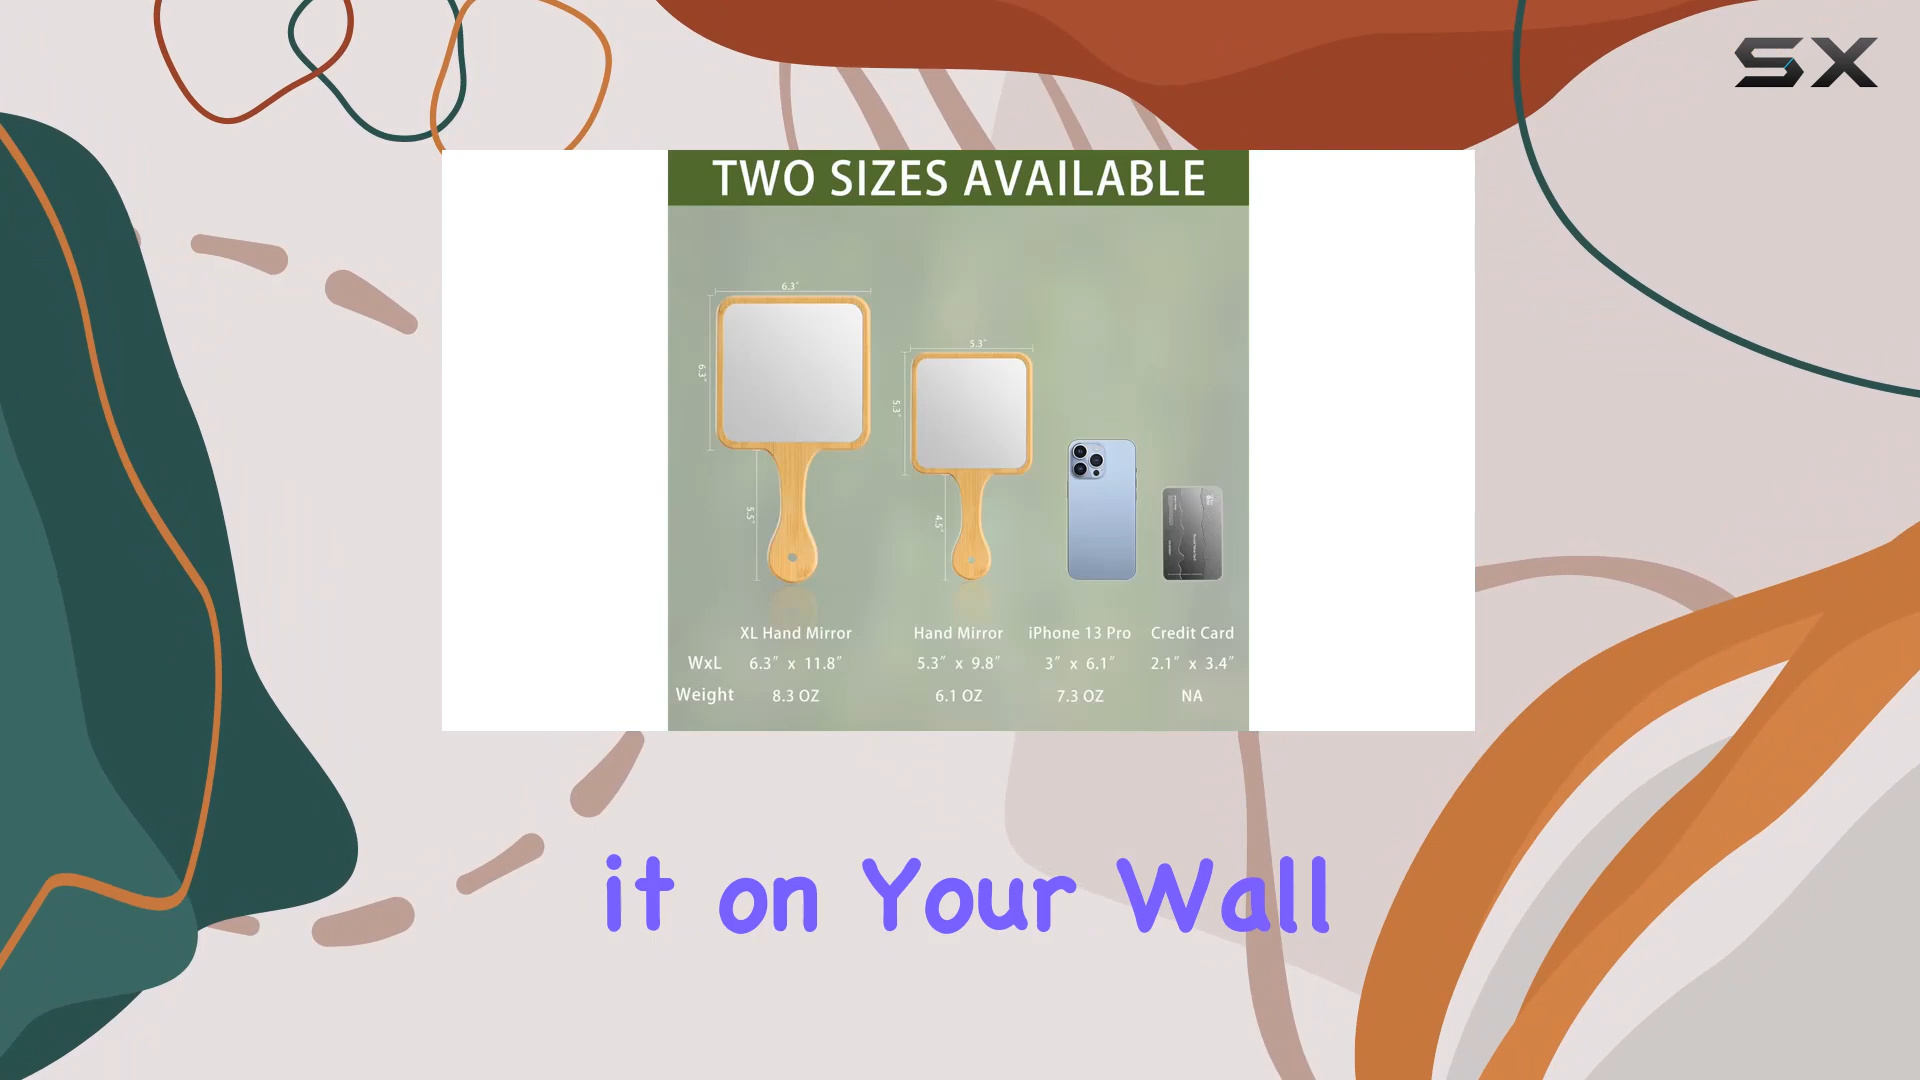 SX
TWO SIZES AVAILABLE
6.3″
6.3″
5.5″
5.3″
5.3″
4.5″
XL Hand Mirror Hand Mirror iPhone 13 Pro Credit Card
WxL 6.3″ x 11.8″ 5.3″ x 9.8″ 3″ x 6.1″ 2.1″ x 3.4″
Weight 8.3 OZ 6.1 OZ 7.3 OZ NA
it on Your Wall